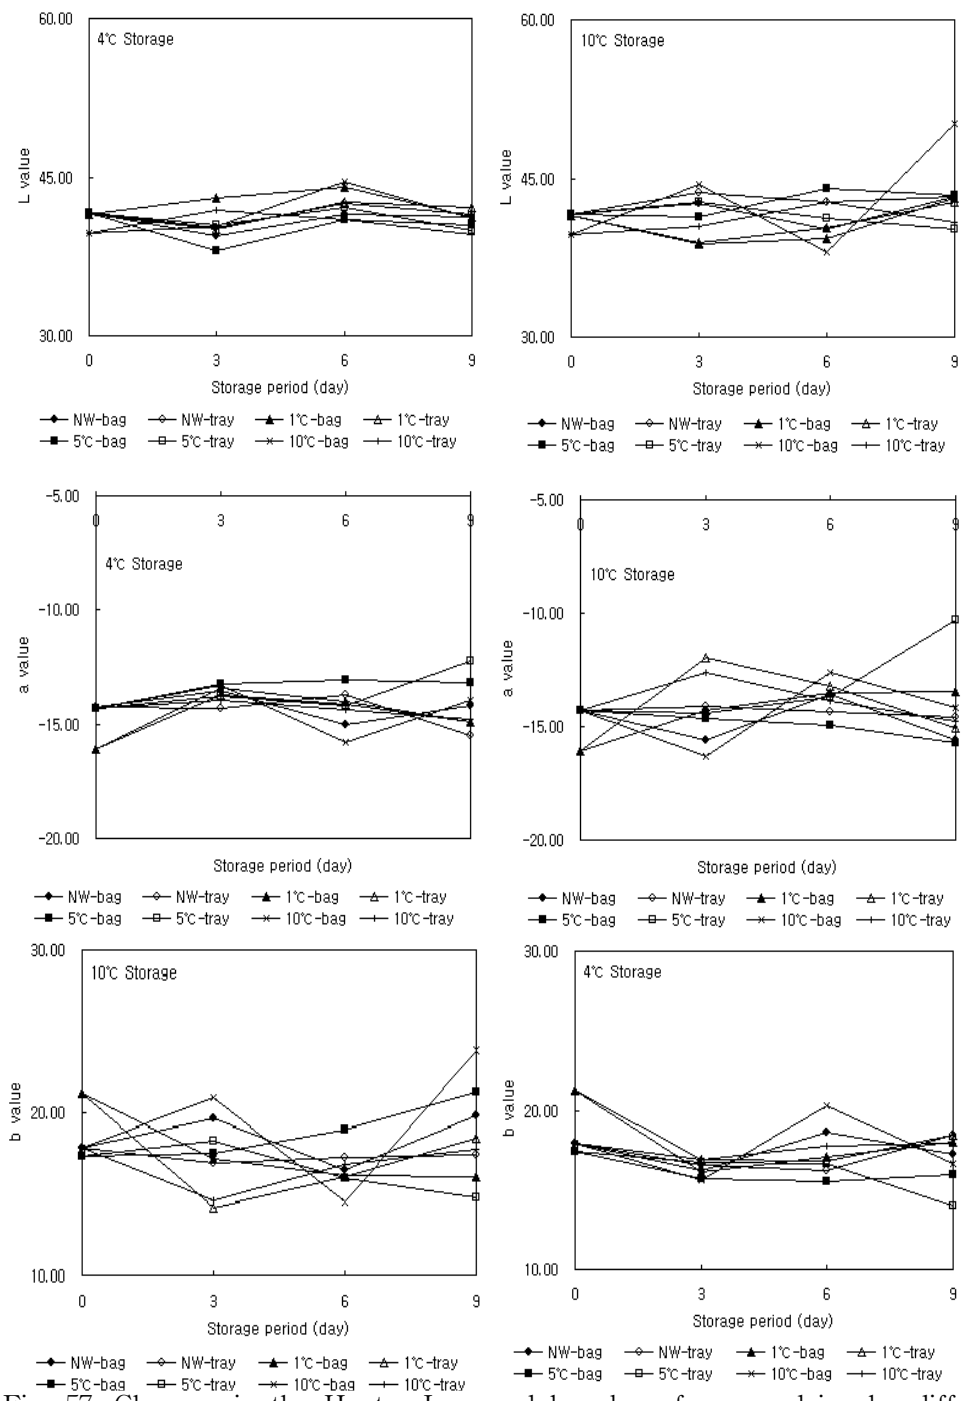 60.00
4℃ Storage
45.00
30.00
L value
0 3 6 9
Storage period (day)
NW-bag NW-tray 1℃-bag 1℃-tray
5℃-bag 5℃-tray 10℃-bag 10℃-tray
60.00
10℃ Storage
45.00
30.00
L value
0 3 6 9
Storage period (day)
NW-bag NW-tray 1℃-bag 1℃-tray
5℃-bag 5℃-tray 10℃-bag 10℃-tray
-5.00
0 3 6 9
4℃ Storage
-10.00
-15.00
-20.00
a value
Storage period (day)
NW-bag NW-tray 1℃-bag 1℃-tray
5℃-bag 5℃-tray 10℃-bag 10℃-tray
-5.00
0 3 6 9
10℃ Storage
-10.00
-15.00
-20.00
a value
Storage period (day)
NW-bag NW-tray 1℃-bag 1℃-tray
5℃-bag 5℃-tray 10℃-bag 10℃-tray
30.00
10℃ Storage
20.00
10.00
b value
0 3 6 9
Storage period (day)
NW-bag NW-tray 1℃-bag 1℃-tray
5℃-bag 5℃-tray 10℃-bag 10℃-tray
30.00
4℃ Storage
20.00
10.00
b value
0 3 6 9
Storage period (day)
NW-bag NW-tray 1℃-bag 1℃-tray
5℃-bag 5℃-tray 10℃-bag 10℃-tray